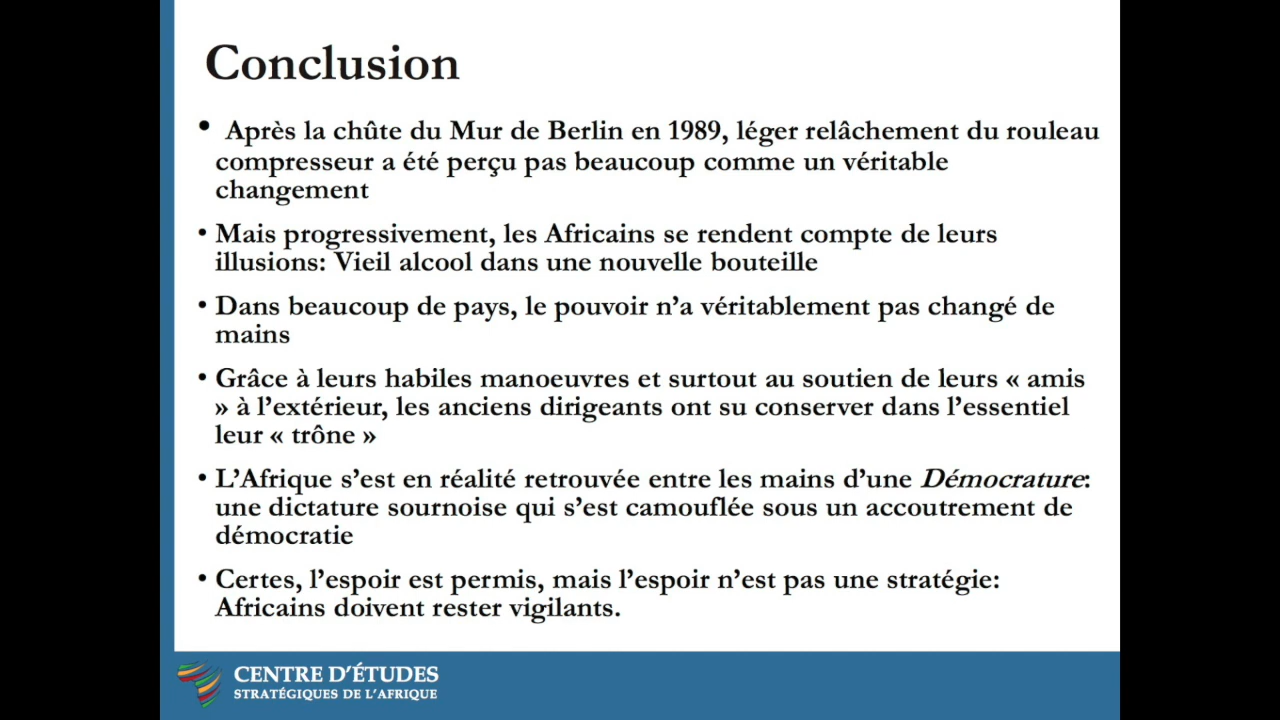 Conclusion
• Après la chûte du Mur de Berlin en 1989, léger relâchement du rouleau
compresseur a été perçu pas beaucoup comme un véritable
changement
• Mais progressivement, les Africains se rendent compte de leurs
illusions: Vieil alcool dans une nouvelle bouteille
• Dans beaucoup de pays, le pouvoir n’a véritablement pas changé de
mains
• Grâce à leurs habiles manoeuvres et surtout au soutien de leurs « amis
» à l’extérieur, les anciens dirigeants ont su conserver dans l’essentiel
leur « trône »
• L’Afrique s’est en réalité retrouvée entre les mains d’une Démocrature:
une dictature sournoise qui s’est camouflée sous un accoutrement de
démocratie
• Certes, l’espoir est permis, mais l’espoir n’est pas une stratégie:
Africains doivent rester vigilants.
CENTRE D’ÉTUDES
STRATÉGIQUES DE L’AFRIQUE